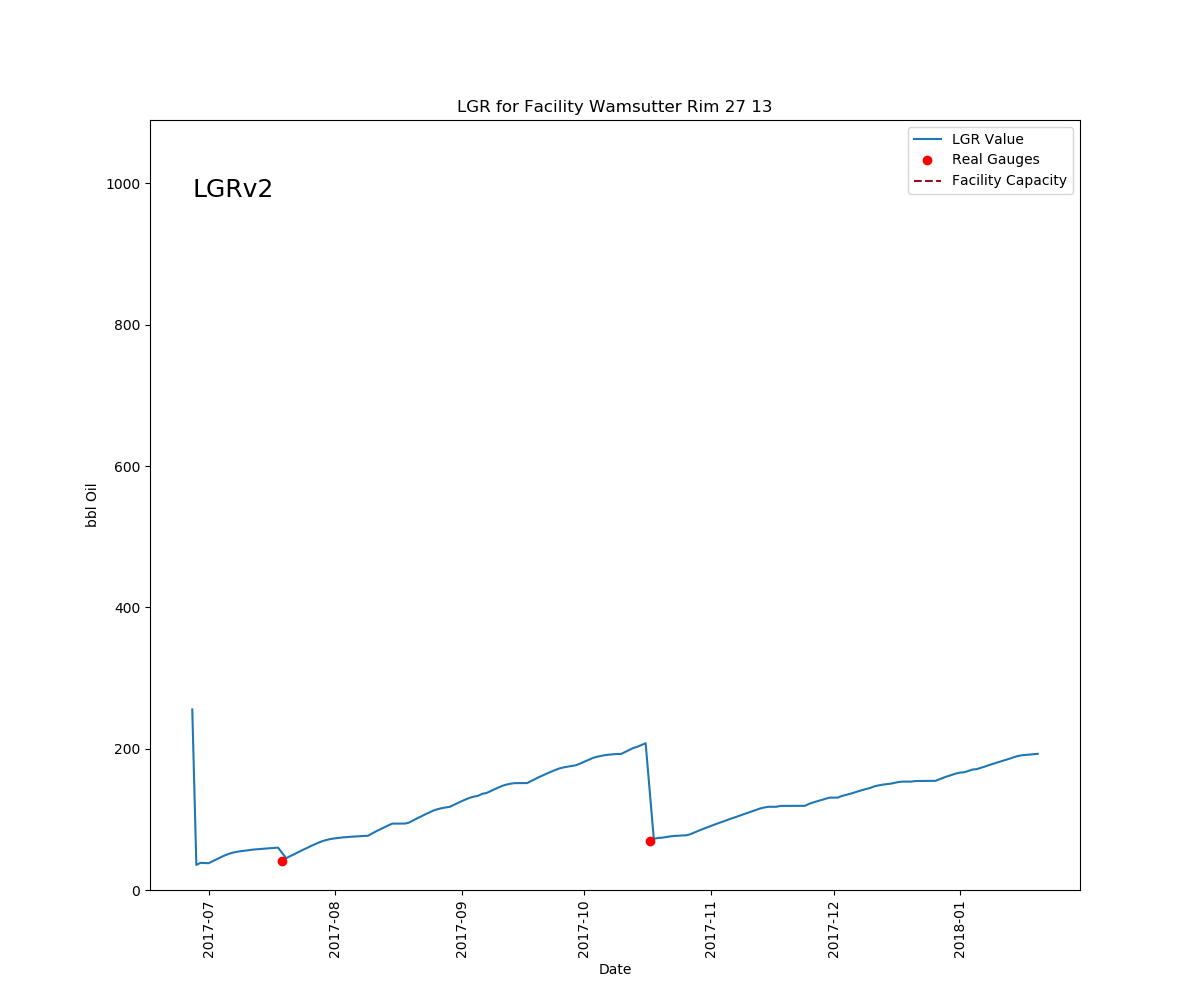 LGR for Facility Wamsutter Rim 27 13
LGRv2
LGR Value
Real Gauges
Facility Capacity
1000
800
600
400
200
0
bbl Oil
2017-07
2017-08
2017-09
2017-10
2017-11
2017-12
2018-01
Date